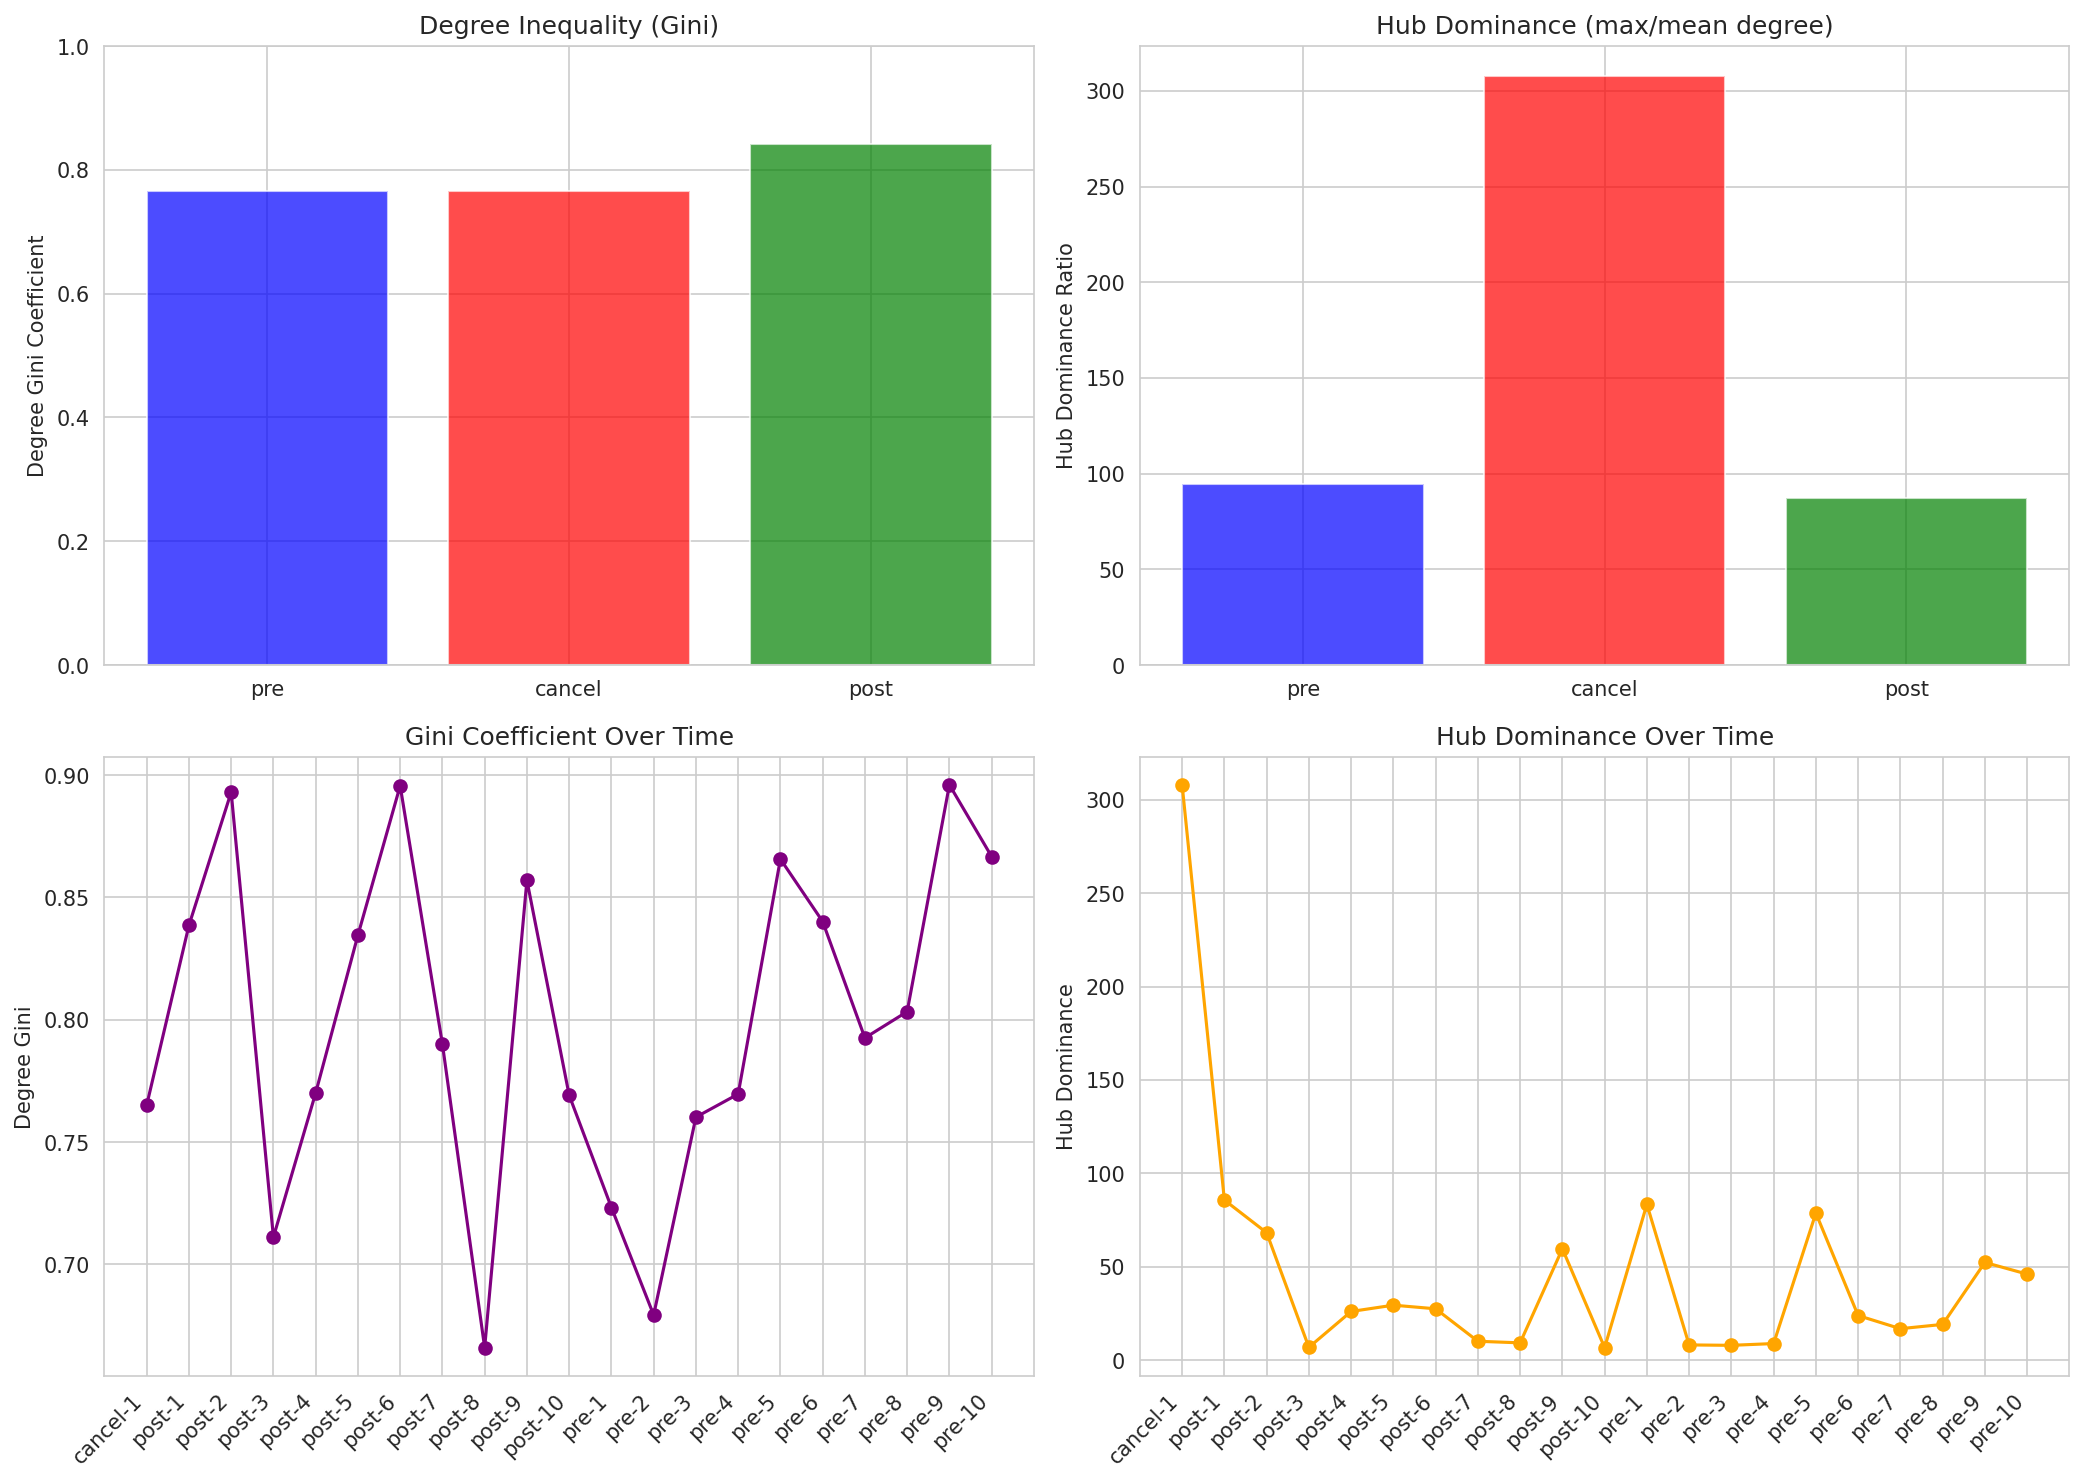 Degree Inequality (Gini)
Degree Gini Coefficient
1.0
0.8
0.6
0.4
0.2
0.0
pre
cancel
post
Hub Dominance (max/mean degree)
Hub Dominance Ratio
300
250
200
150
100
50
0
pre
cancel
post
Gini Coefficient Over Time
Degree Gini
0.90
0.85
0.80
0.75
0.70
cancel-1
post-1
post-2
post-3
post-4
post-5
post-6
post-7
post-8
post-9
post-10
pre-1
pre-2
pre-3
pre-4
pre-5
pre-6
pre-7
pre-8
pre-9
pre-10
Hub Dominance Over Time
Hub Dominance
300
250
200
150
100
50
0
cancel-1
post-1
post-2
post-3
post-4
post-5
post-6
post-7
post-8
post-9
post-10
pre-1
pre-2
pre-3
pre-4
pre-5
pre-6
pre-7
pre-8
pre-9
pre-10